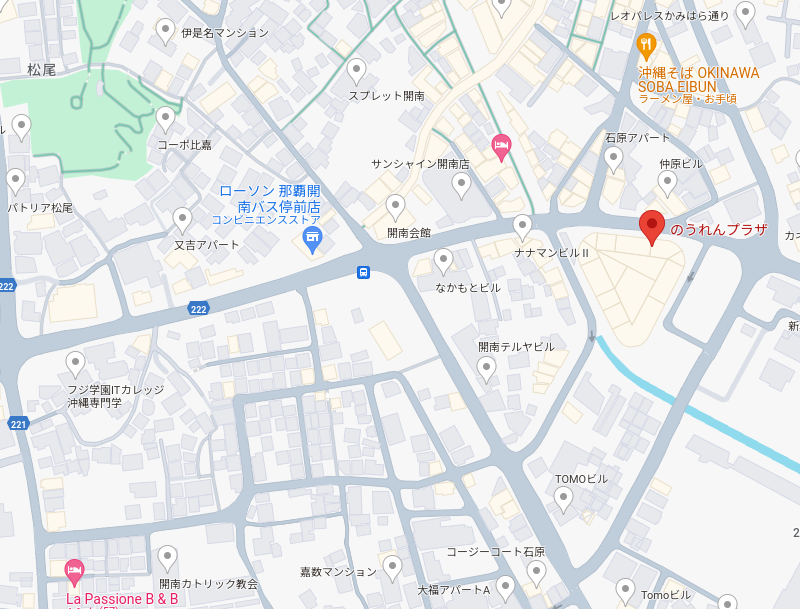 レオパレスかみはら通り
伊是名マンション
松尾
沖縄そば OKINAWA
SOBA EIBUN
ラーメン屋・お手頃
スプレット開南
コーポ比嘉
石原アパート
サンシャイン開南店
仲原ビル
ローソン 那覇開
南バス停前店
コンビニエンスストア
パトリア松尾
開南会館
のうれんプラザ
又吉アパート
ナナマンビルⅡ
なかもとビル
222
222
開南テルヤビル
フジ学園ITカレッジ
沖縄専門学
221
TOMOビル
コージーコート石原
嘉数マンション
開南カトリック教会
大福アパートA
La Passione B & B
Tomoビル